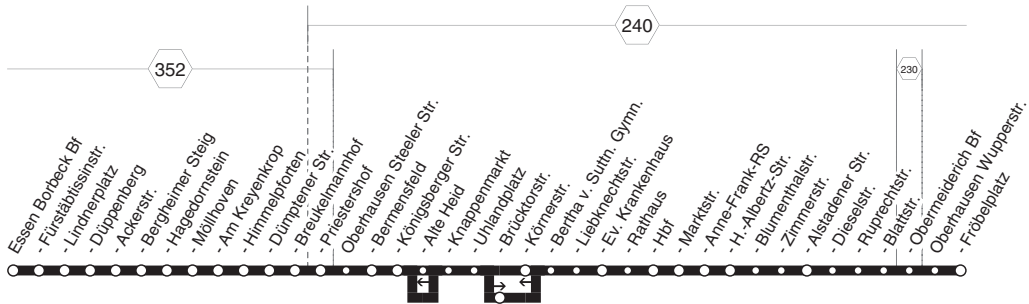 240
352
230
Essen Borbeck Bf
- Fürstäbtissinstr.
- Lindnerplatz
- Düppenberg
- Ackerstr.
- Bergheimer Steig
- Hagedornstein
- Möllhoven
- Am Kreyenkrop
- Himmelpforten
- Dümptener Str.
- Breukelmannhof
- Priestershof
Oberhausen Steeler Str.
- Bermensfeld
- Königsberger Str.
- Alte Heid
- Knappenmarkt
- Uhlandplatz
- Brücktorstr.
- Körnerstr.
- Bertha v. Suttn. Gymn.
- Liebknechtstr.
- Ev. Krankenhaus
- Rathaus
- Hbf
- Marktstr.
- Anne-Frank-RS
- H.-Albertz-Str.
- Blumenthalstr.
- Zimmerstr.
- Alstadener Str.
- Dieselstr.
- Ruprechtstr.
- Blattstr.
- Obermeiderich Bf
Oberhausen Wupperstr.
- Fröbelplatz